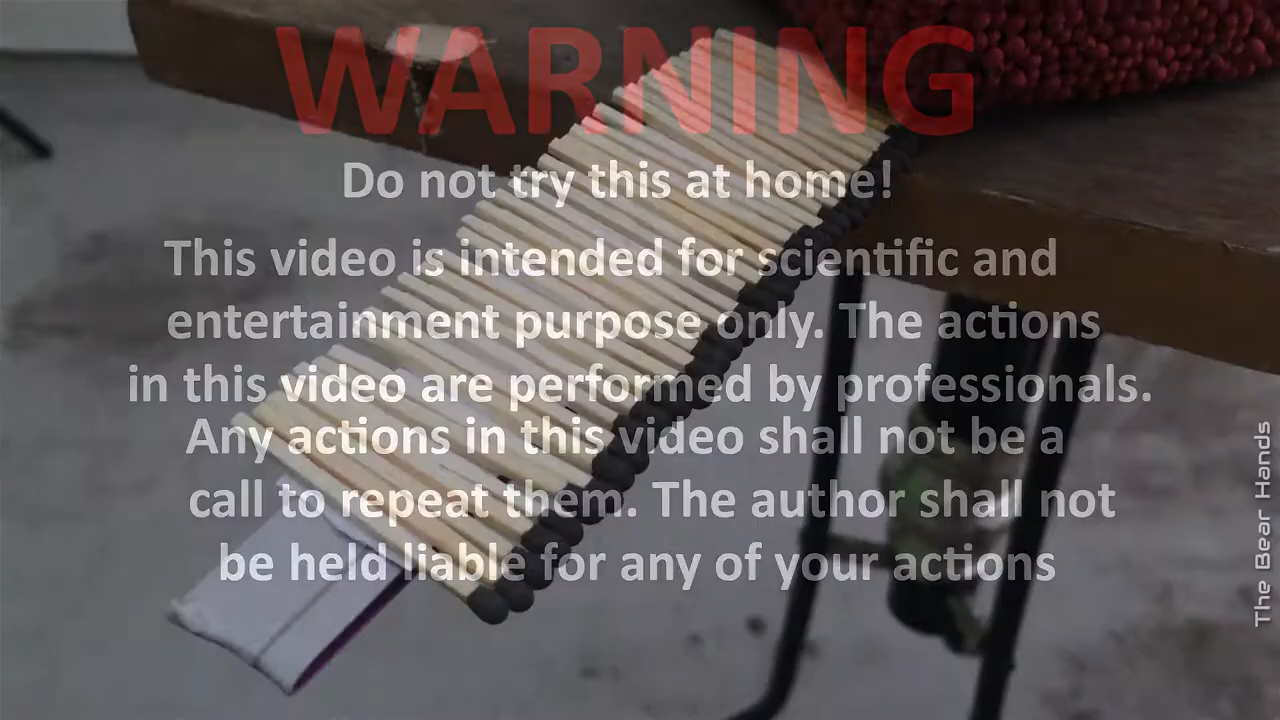 WARNING
Do not try this at home!
This video is intended for scientific and
entertainment purpose only. The actions
in this video are performed by professionals.
Any actions in this video shall not be a
call to repeat them. The author shall not
be held liable for any of your actions
The Bear Hands